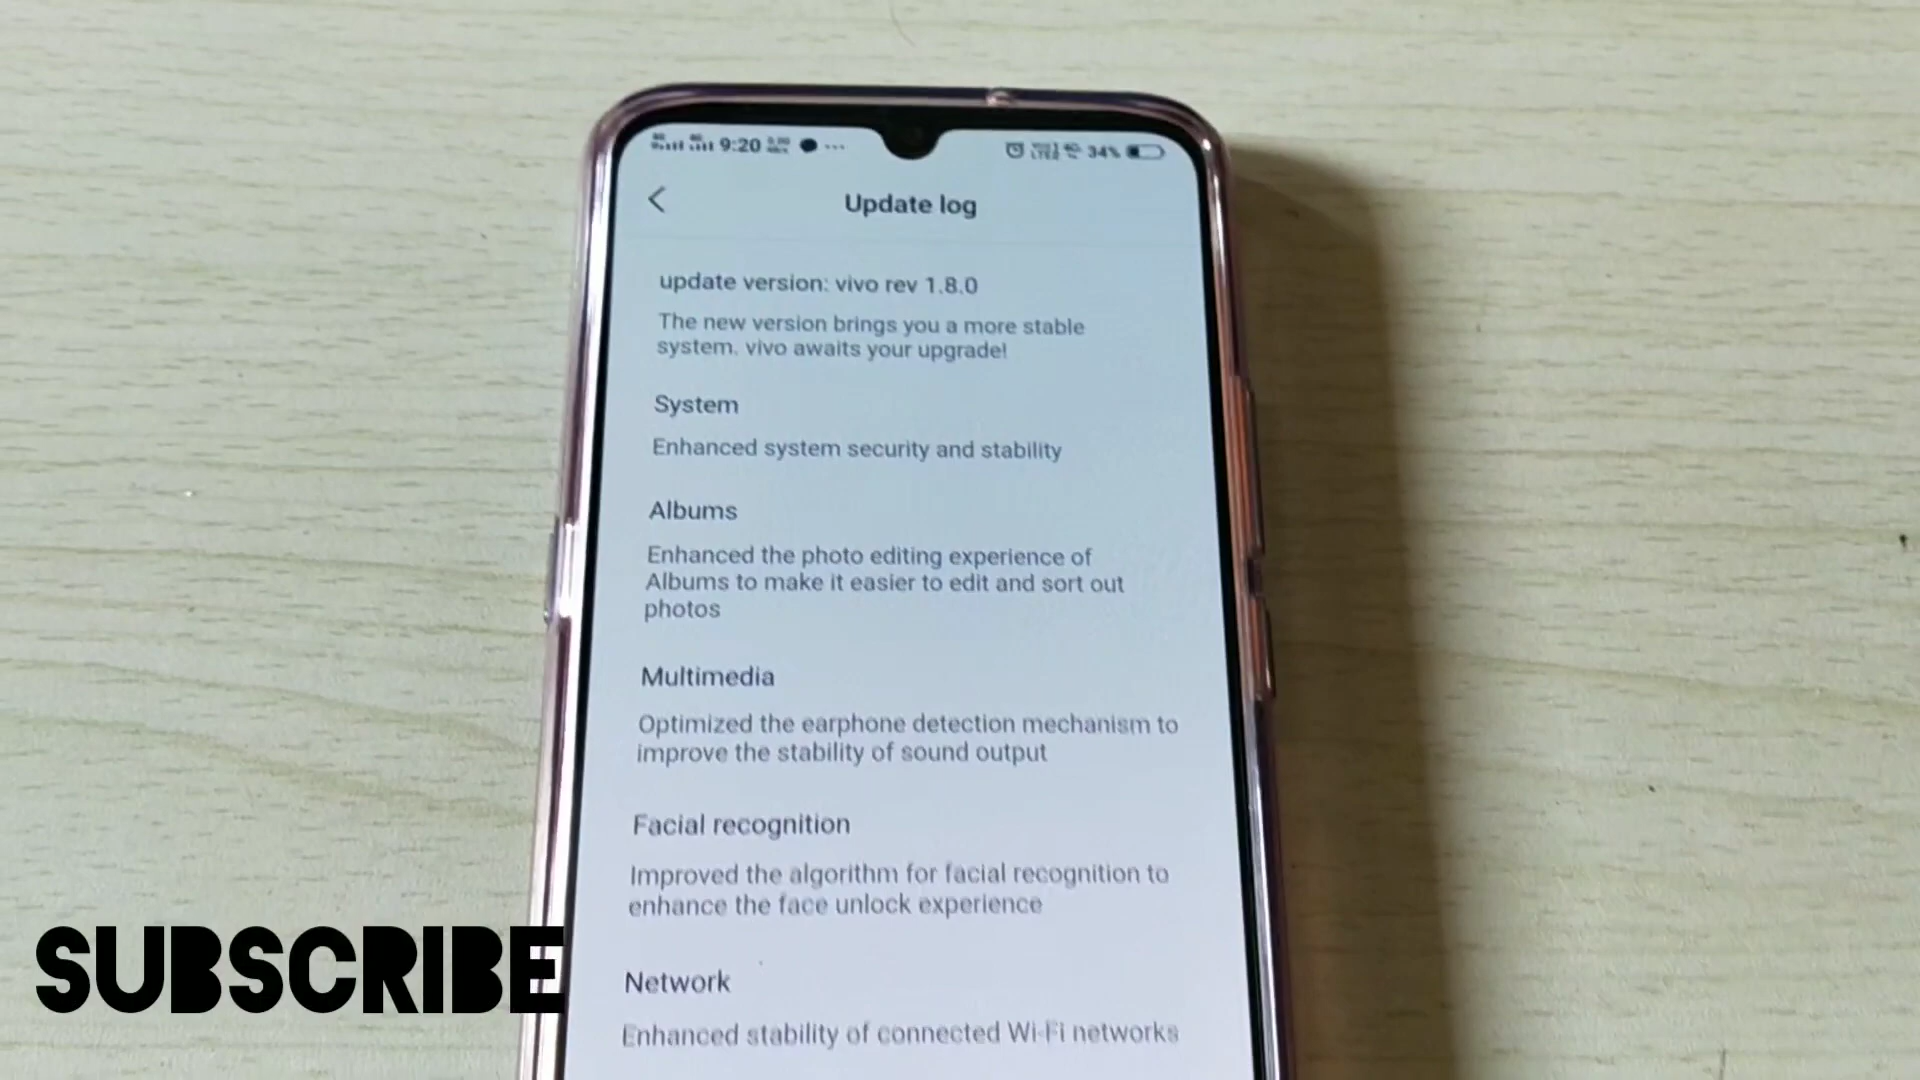 9:20
34%
Update log
update version: vivo rev 1.8.0
The new version brings you a more stable
system. vivo awaits your upgrade!
System
Enhanced system security and stability
Albums
Enhanced the photo editing experience of
Albums to make it easier to edit and sort out
photos
Multimedia
Optimized the earphone detection mechanism to
improve the stability of sound output
Facial recognition
Improved the algorithm for facial recognition to
enhance the face unlock experience
Network
Enhanced stability of connected Wi-Fi networks
SUBSCRIBE